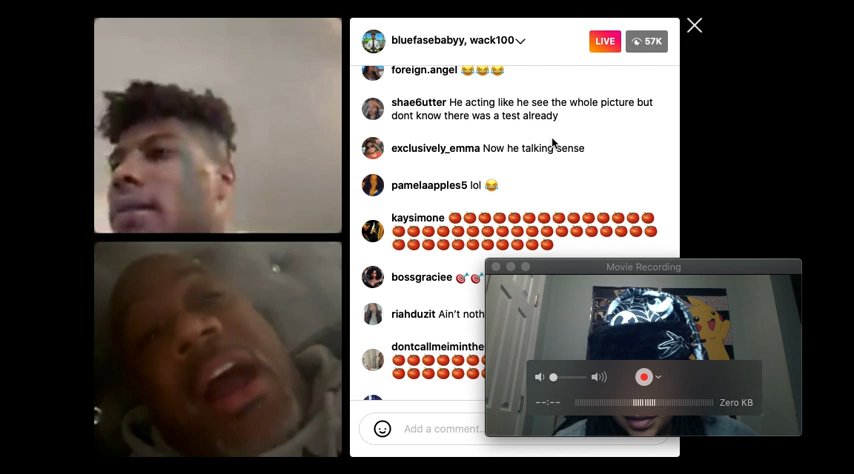 bluefasebabyy, wack100
LIVE
57K
foreign.angel 😂😂😂
shae6utter He acting like he see the whole picture but
dont know there was a test already
exclusively_emma Now he talking sense
pamelaapples5 lol 😂
kaysimone 🍅🍅🍅🍅🍅🍅🍅🍅🍅🍅🍅🍅🍅🍅
🍅🍅🍅🍅🍅🍅🍅🍅🍅🍅🍅🍅🍅🍅🍅🍅🍅🍅
🍅🍅🍅🍅🍅🍅🍅🍅🍅🍅🍅
bossgraciee 🎯🎯
riahduzit Ain't noth
dontcallmeiminthe
🍅🍅🍅🍅🍅🍅
🍅🍅🍅🍅🍅🍅
Add a comment...
Movie Recording
--:--
Zero KB